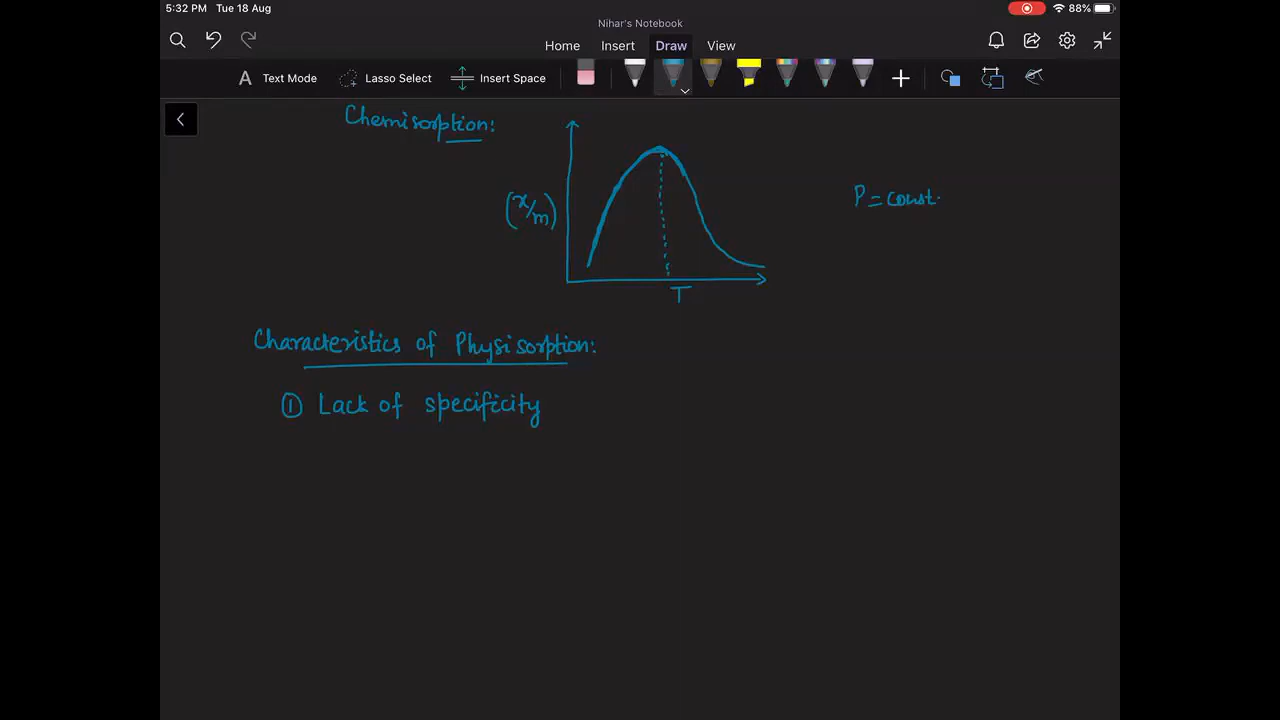 5:32 PM Tue 18 Aug
88%
Nihar's Notebook
Home Insert Draw View
A Text Mode Lasso Select Insert Space
Chemisorption:
(x/m)
P = const.
T
Characteristics of Physisorption:
① Lack of specificity